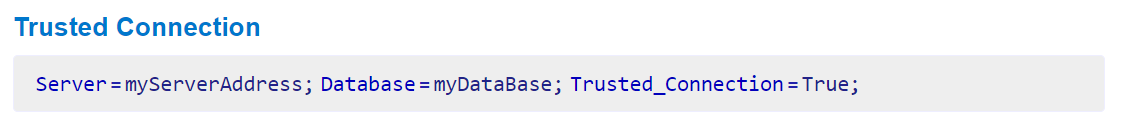 Trusted Connection
Server=myServerAddress; Database=myDataBase; Trusted_Connection=True;